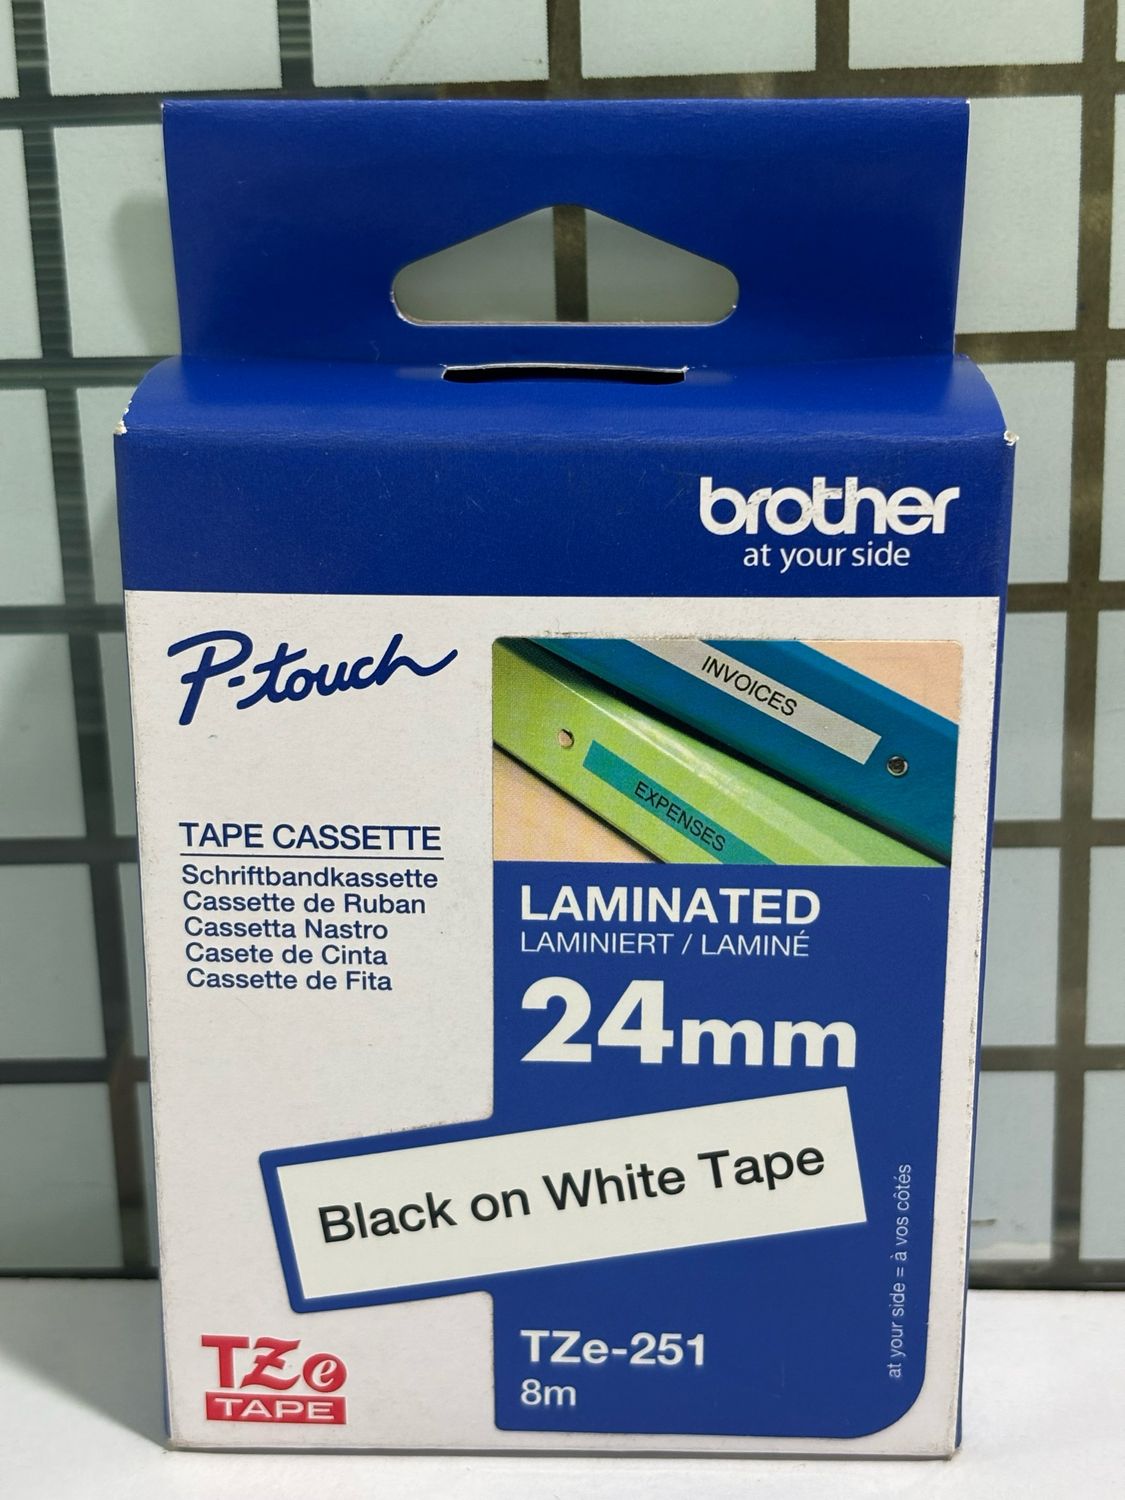 brother
at your side
P-touch
INVOICES
EXPENSES
TAPE CASSETTE
Schriftbandkassette
Cassette de Ruban
Cassetta Nastro
Casete de Cinta
Cassette de Fita
LAMINATED
LAMINIERT / LAMINÉ
24mm
Black on White Tape
at your side = à vos côtés
TZe-251
8m
TZe
TAPE